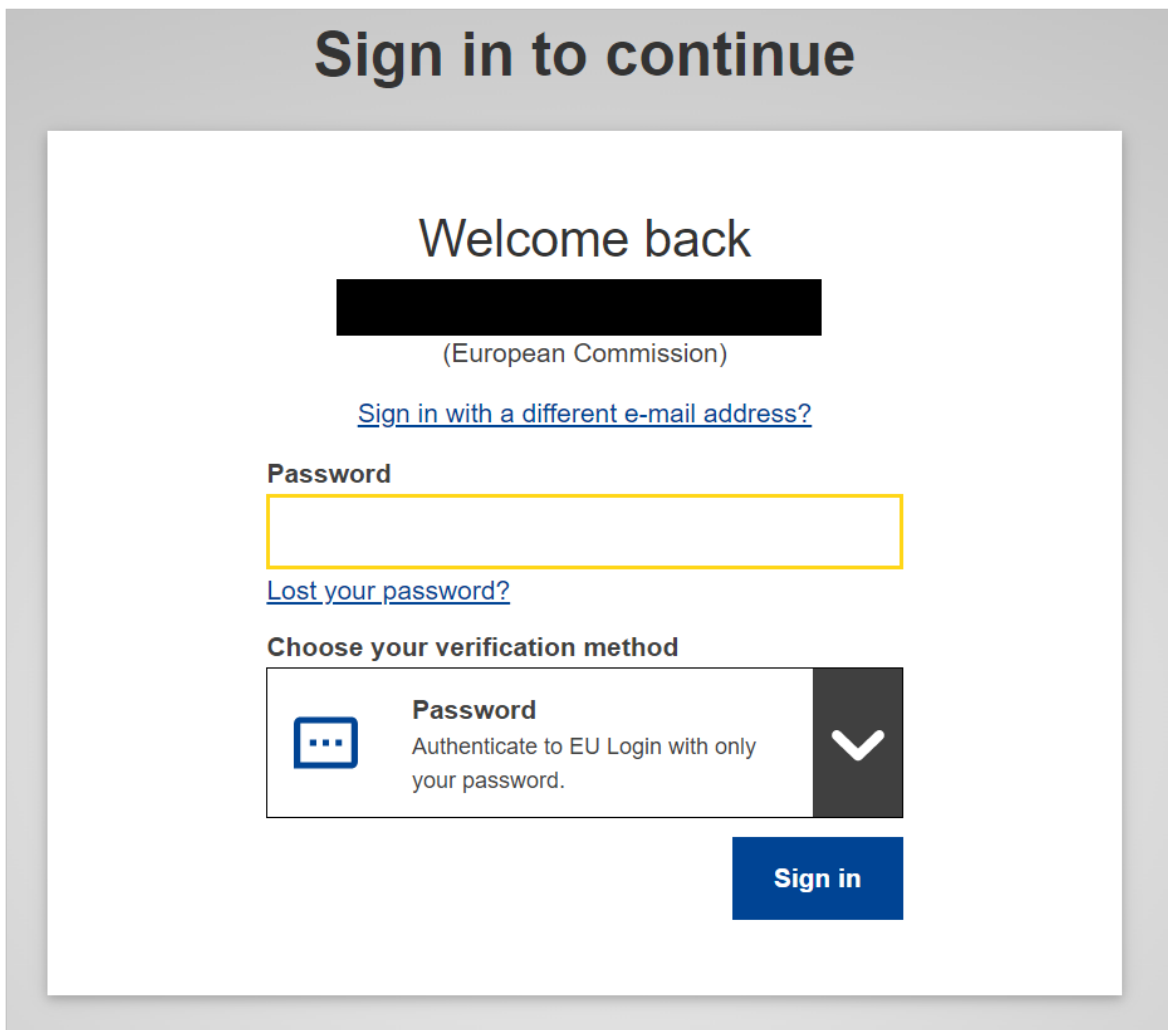 Sign in to continue
Welcome back
(European Commission)
Sign in with a different e-mail address?
Password
Lost your password?
Choose your verification method
Password
Authenticate to EU Login with only
your password.
Sign in